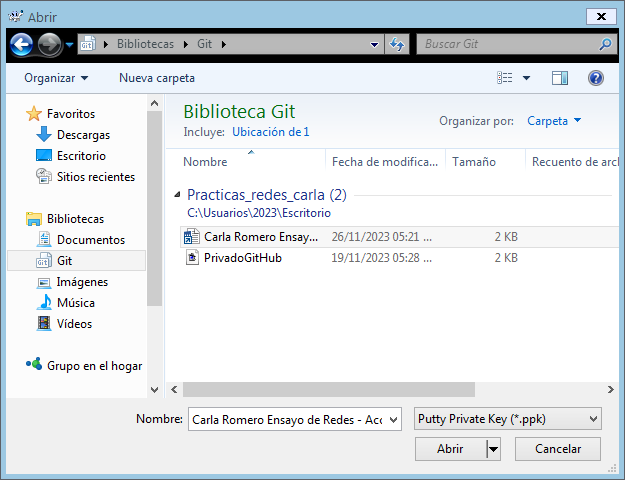 Abrir
Bibliotecas Git
Buscar Git
Organizar Nueva carpeta
Favoritos
Descargas
Escritorio
Sitios recientes
Bibliotecas
Documentos
Git
Imágenes
Música
Vídeos
Grupo en el hogar
Biblioteca Git
Incluye: Ubicación de 1
Organizar por: Carpeta
Nombre Fecha de modifica... Tamaño Recuento de arc
Practicas_redes_carla (2)
C:\Usuarios\2023\Escritorio
Carla Romero Ensayo... 26/11/2023 05:21 ... 2 KB
PrivadoGitHub 19/11/2023 05:28 ... 2 KB
Nombre: Carla Romero Ensayo de Redes - Acc
Putty Private Key (*.ppk)
Abrir Cancelar